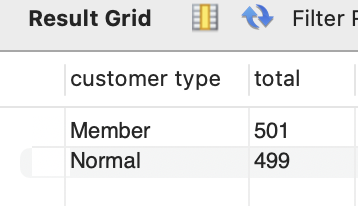 Result Grid Filter
customer type total
Member 501
Normal 499